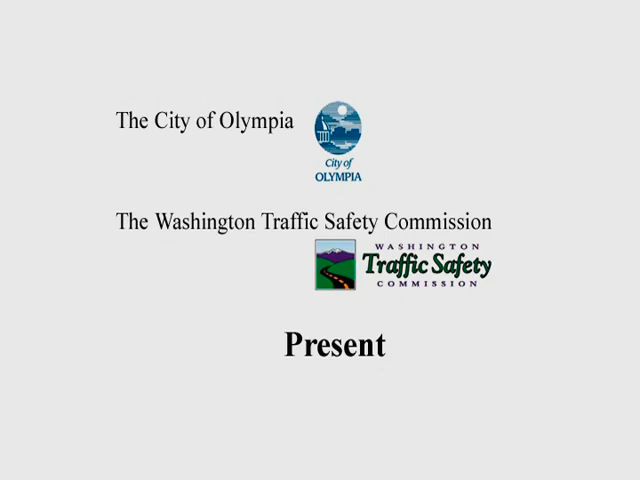 The City of Olympia
City of
OLYMPIA
The Washington Traffic Safety Commission
WASHINGTON
Traffic Safety
COMMISSION
Present